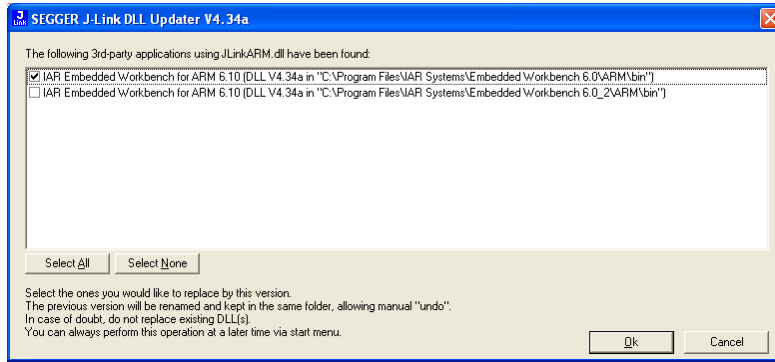 J Link SEGGER J-Link DLL Updater V4.34a
The following 3rd-party applications using JLinkARM.dll have been found:
IAR Embedded Workbench for ARM 6.10 (DLL V4.34a in "C:\Program Files\IAR Systems\Embedded Workbench 6.0\ARM\bin")
IAR Embedded Workbench for ARM 6.10 (DLL V4.34a in "C:\Program Files\IAR Systems\Embedded Workbench 6.0_2\ARM\bin")
Select All Select None
Select the ones you would like to replace by this version.
The previous version will be renamed and kept in the same folder, allowing manual "undo".
In case of doubt, do not replace existing DLL(s).
You can always perform this operation at a later time via start menu.
Ok Cancel